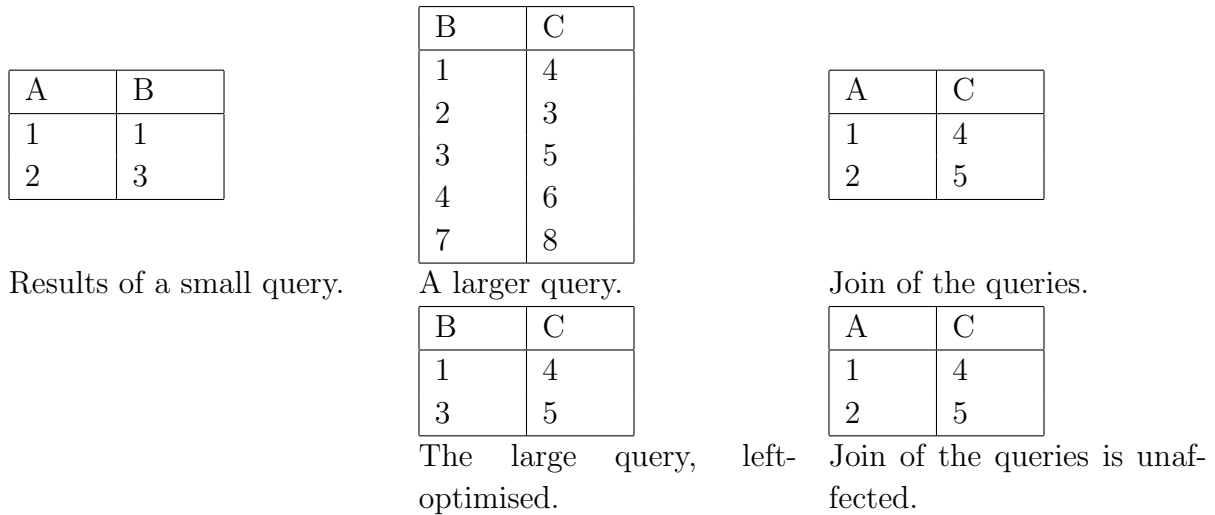 A B
1 1
2 3
Results of a small query.
B C
1 4
2 3
3 5
4 6
7 8
A larger query.
A C
1 4
2 5
Join of the queries.
B C
1 4
3 5
The large query, left-
optimised.
A C
1 4
2 5
Join of the queries is unaf-
fected.